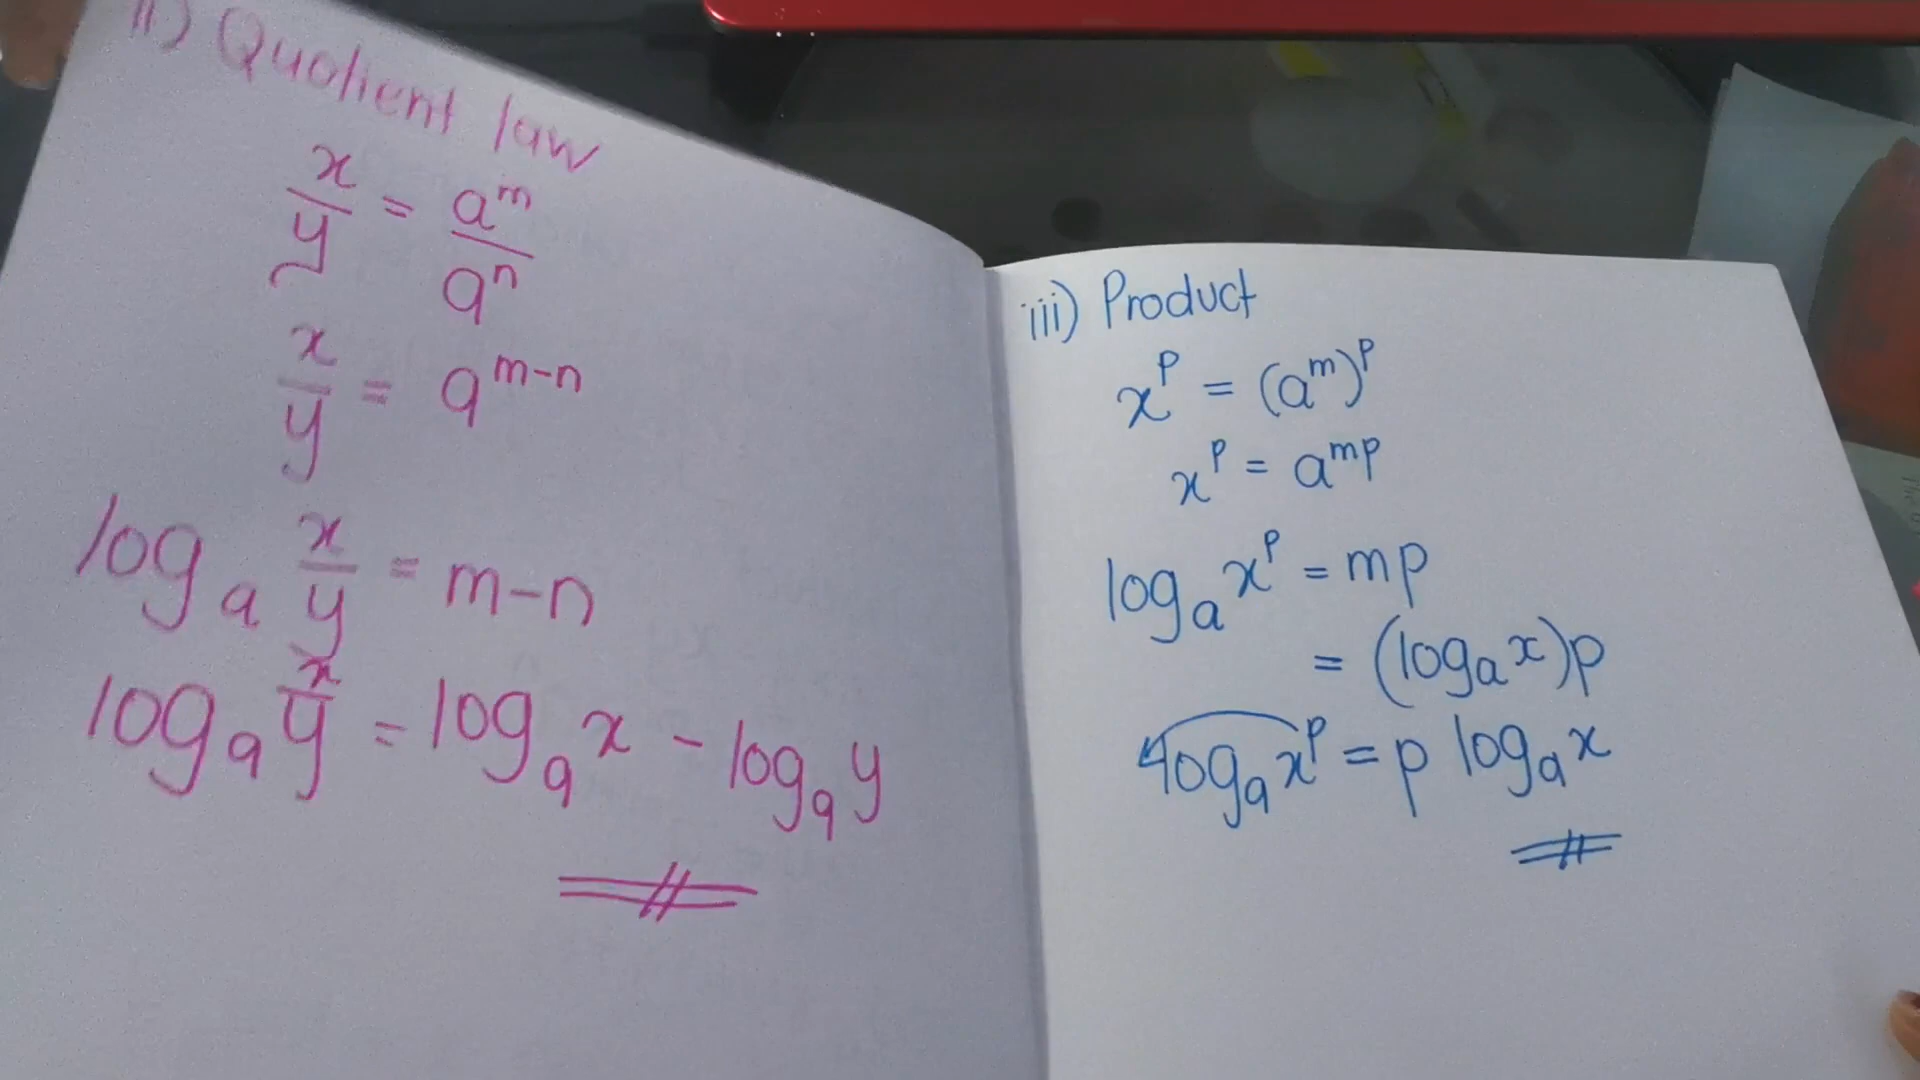 ii) Quotient law
x/y = a^m/a^n
x/y = a^(m-n)
log_a x/y = m-n
log_a x/y = log_a x - log_a y
iii) Product
x^p = (a^m)^p
x^p = a^(mp)
log_a x^p = mp
= (log_a x)p
log_a x^p = p log_a x